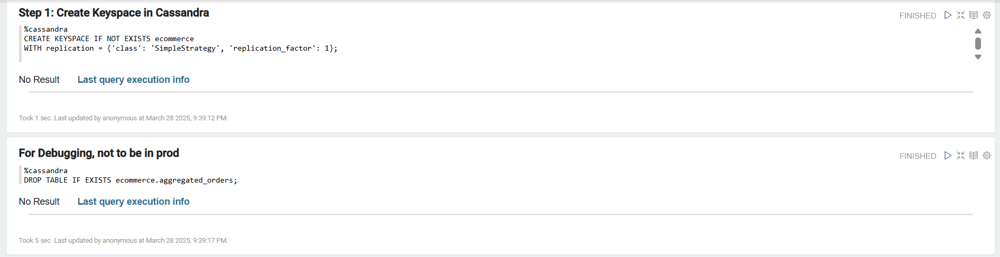 Step 1: Create Keyspace in Cassandra
FINISHED
%cassandra
CREATE KEYSPACE IF NOT EXISTS ecommerce
WITH replication = {'class': 'SimpleStrategy', 'replication_factor': 1};
No Result Last query execution info
Took 1 sec. Last updated by anonymous at March 28 2025, 9:39:12 PM.
For Debugging, not to be in prod
FINISHED
%cassandra
DROP TABLE IF EXISTS ecommerce.aggregated_orders;
No Result Last query execution info
Took 5 sec. Last updated by anonymous at March 28 2025, 9:39:17 PM.